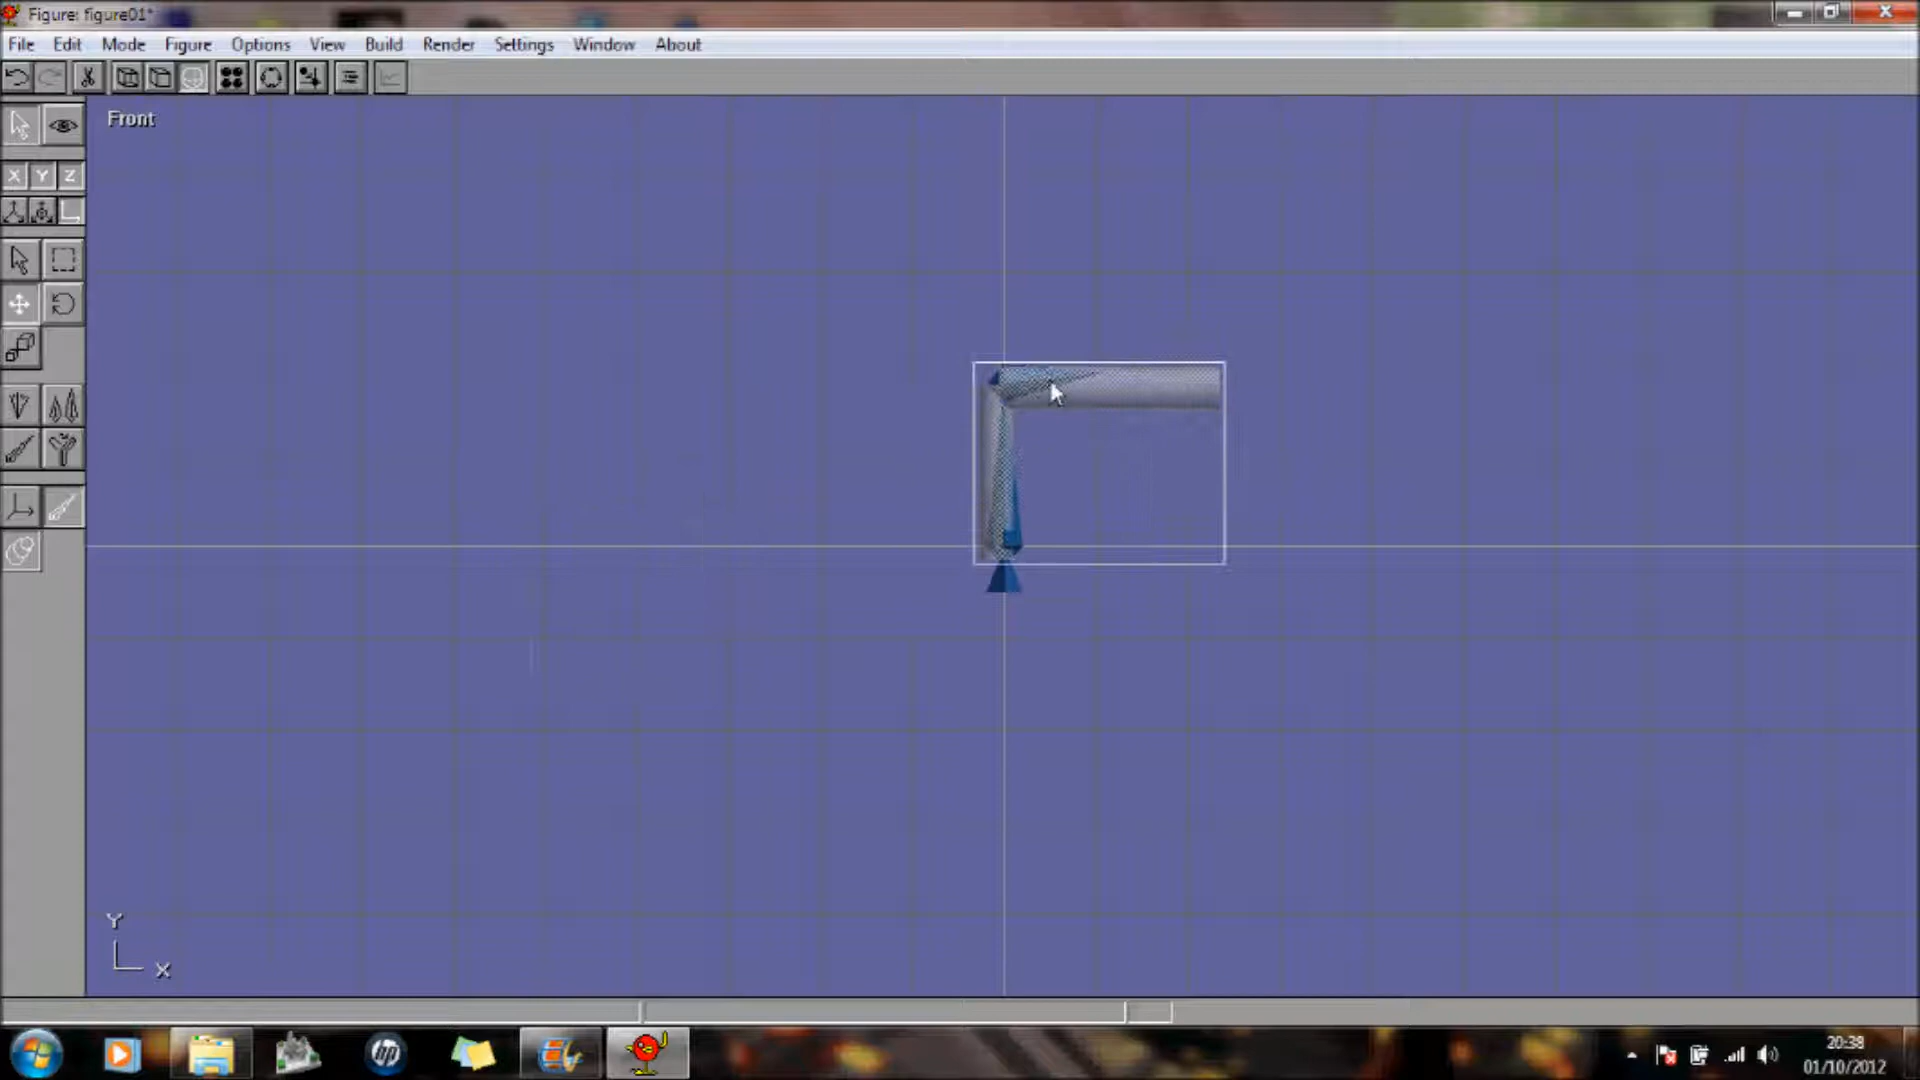 Figure: figure01*
File Edit Mode Figure Options View Build Render Settings Window About
Front
X Y Z
Y
X
hp
20:38
01/10/2012